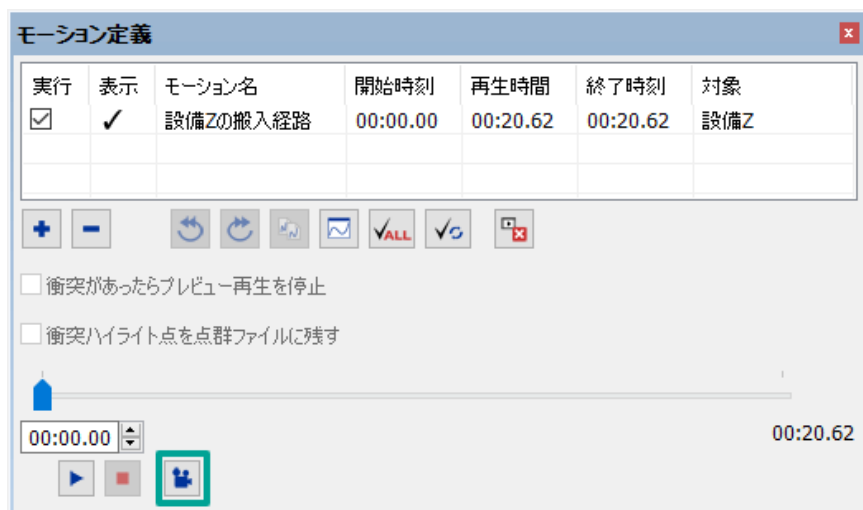 モーション定義
実行 表示 モーション名 開始時刻 再生時間 終了時刻 対象
設備Zの搬入経路 00:00.00 00:20.62 00:20.62 設備Z
ALL
衝突があったらプレビュー再生を停止
衝突ハイライト点を点群ファイルに残す
00:00.00 00:20.62